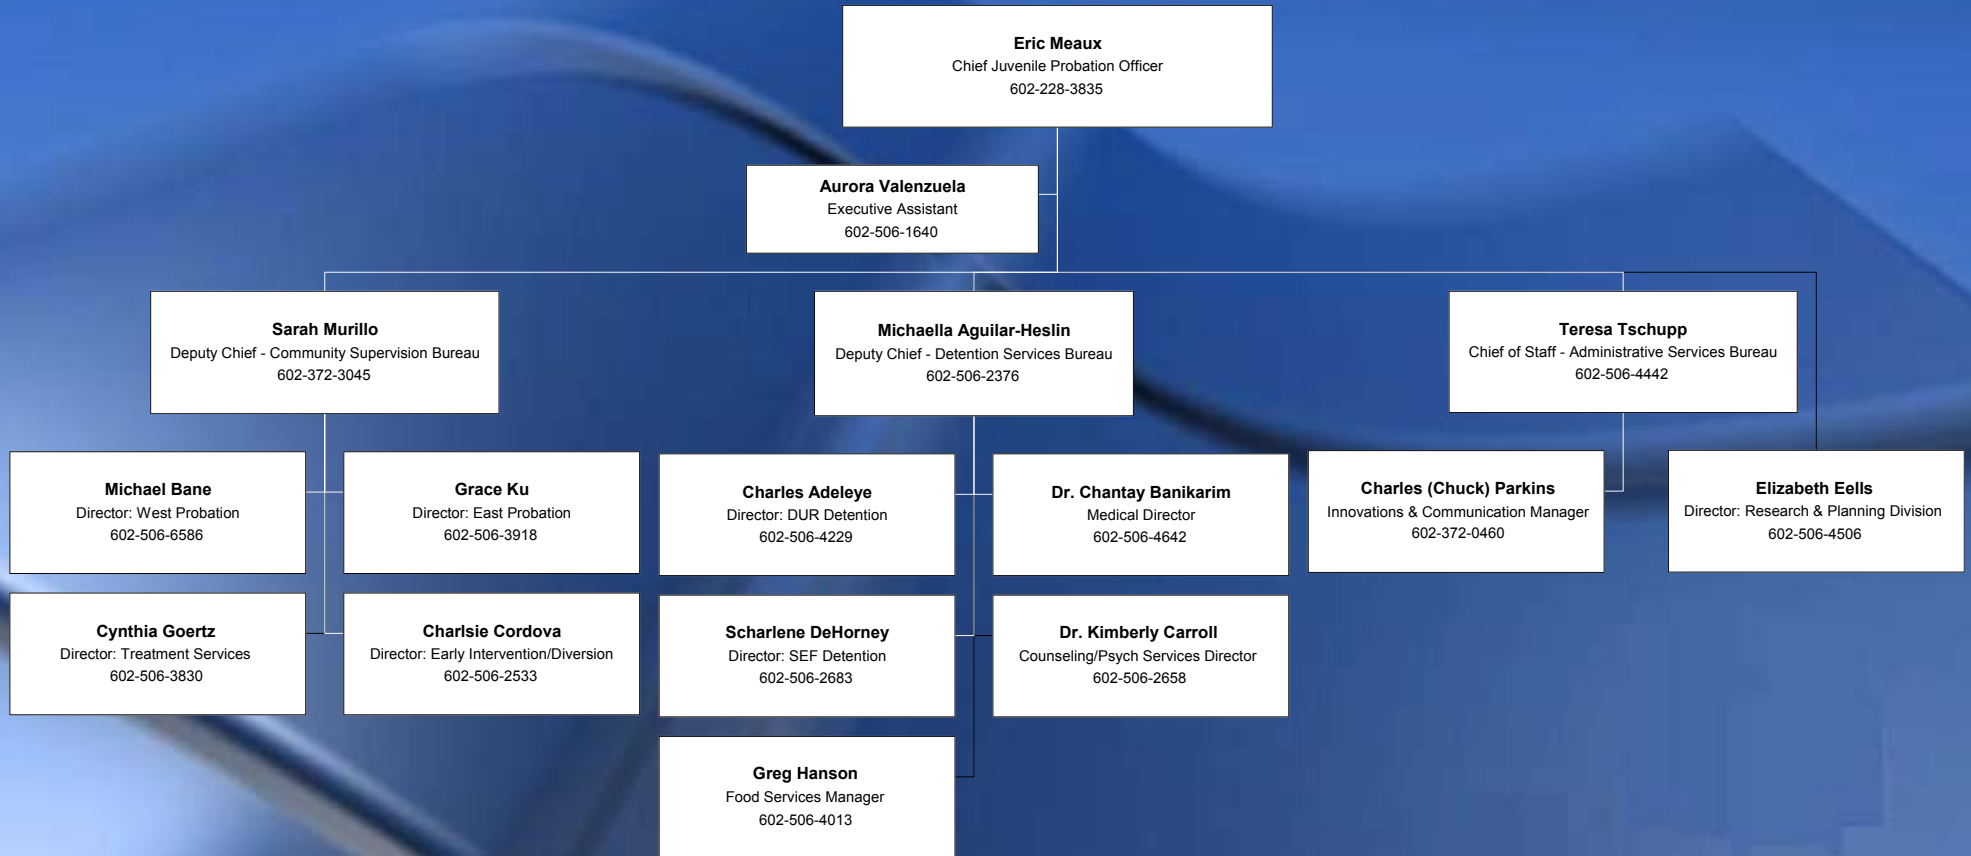 Eric Meaux
Chief Juvenile Probation Officer
602-228-3835
Aurora Valenzuela
Executive Assistant
602-506-1640
Sarah Murillo
Deputy Chief - Community Supervision Bureau
602-372-3045
Michaella Aguilar-Heslin
Deputy Chief - Detention Services Bureau
602-506-2376
Teresa Tschupp
Chief of Staff - Administrative Services Bureau
602-506-4442
Michael Bane
Director: West Probation
602-506-6586
Grace Ku
Director: East Probation
602-506-3918
Charles Adeleye
Director: DUR Detention
602-506-4229
Dr. Chantay Banikarim
Medical Director
602-506-4642
Charles (Chuck) Parkins
Innovations & Communication Manager
602-372-0460
Elizabeth Eells
Director: Research & Planning Division
602-506-4506
Cynthia Goertz
Director: Treatment Services
602-506-3830
Charlsie Cordova
Director: Early Intervention/Diversion
602-506-2533
Scharlene DeHorney
Director: SEF Detention
602-506-2683
Dr. Kimberly Carroll
Counseling/Psych Services Director
602-506-2658
Greg Hanson
Food Services Manager
602-506-4013